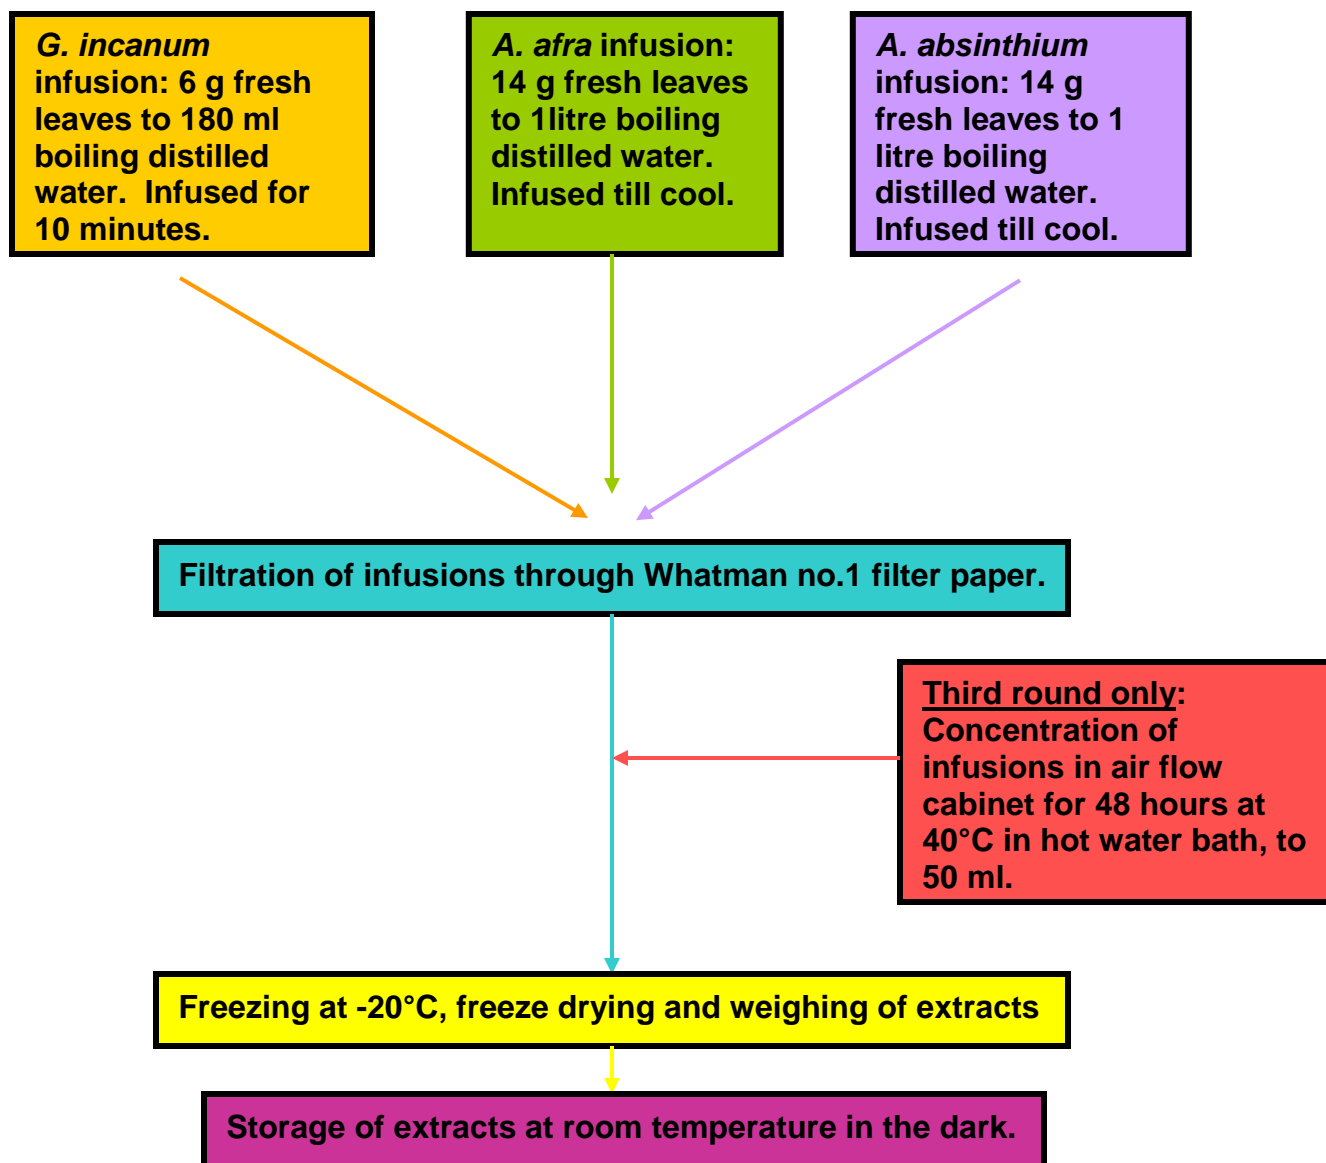 G. incanum
infusion: 6 g fresh
leaves to 180 ml
boiling distilled
water.  Infused for
10 minutes.
A. afra infusion:
14 g fresh leaves
to 1litre boiling
distilled water.
Infused till cool.
A. absinthium
infusion: 14 g
fresh leaves to 1
litre boiling
distilled water.
Infused till cool.
Filtration of infusions through Whatman no.1 filter paper.
Third round only:
Concentration of
infusions in air flow
cabinet for 48 hours at
40°C in hot water bath, to
50 ml.
Freezing at -20°C, freeze drying and weighing of extracts
Storage of extracts at room temperature in the dark.